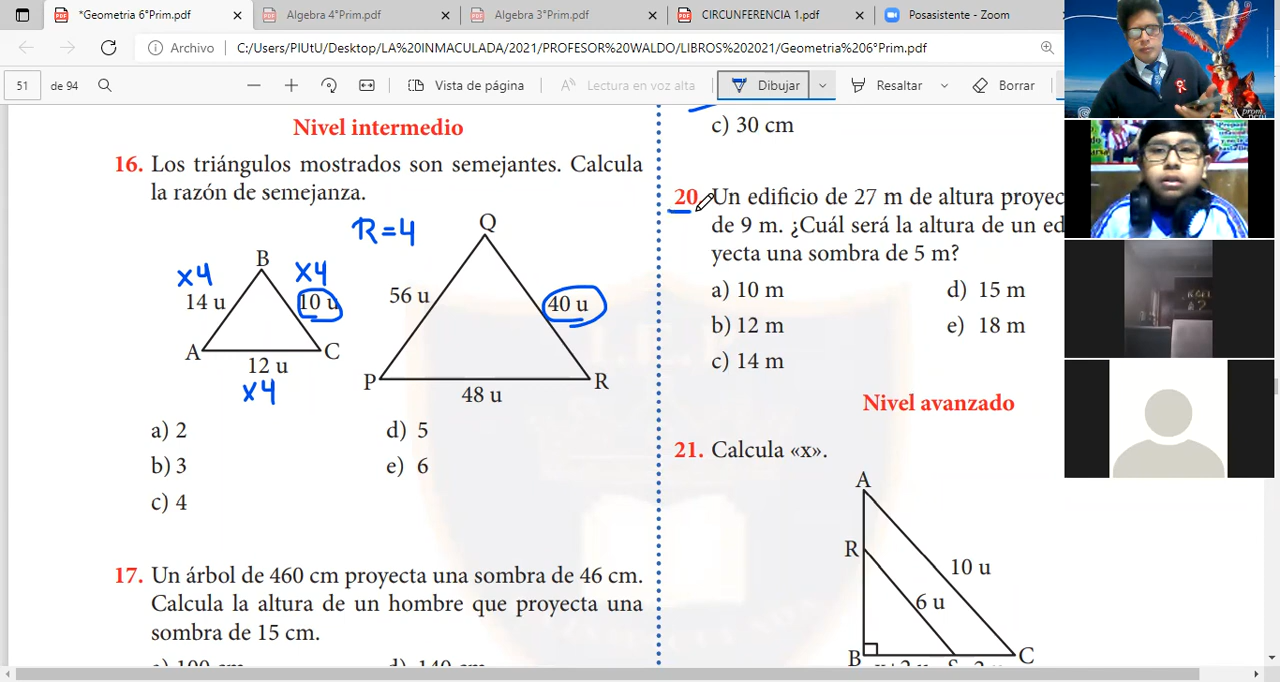 *Geometria 6°Prim.pdf
Algebra 4°Prim.pdf
Algebra 3°Prim.pdf
CIRCUNFERENCIA 1.pdf
Posasistente - Zoom
Archivo
C:/Users/PIUtU/Desktop/LA%20INMACULADA/2021/PROFESOR%20WALDO/LIBROS%202021/Geometria%206°Prim.pdf
51 de 94
Vista de página
Lectura en voz alta
Dibujar
Resaltar
Borrar
Nivel intermedio
16. Los triángulos mostrados son semejantes. Calcula
la razón de semejanza.
R=4
Q
B
x4
x4
14 u
10 u
56 u
40 u
A
C
12 u
x4
P
R
48 u
a) 2
d) 5
b) 3
e) 6
c) 4
17. Un árbol de 460 cm proyecta una sombra de 46 cm.
Calcula la altura de un hombre que proyecta una
sombra de 15 cm.
c) 30 cm
20. Un edificio de 27 m de altura proyec
de 9 m. ¿Cuál será la altura de un ed
yecta una sombra de 5 m?
a) 10 m
d) 15 m
b) 12 m
e) 18 m
c) 14 m
Nivel avanzado
21. Calcula «x».
A
R
10 u
6 u
B
C